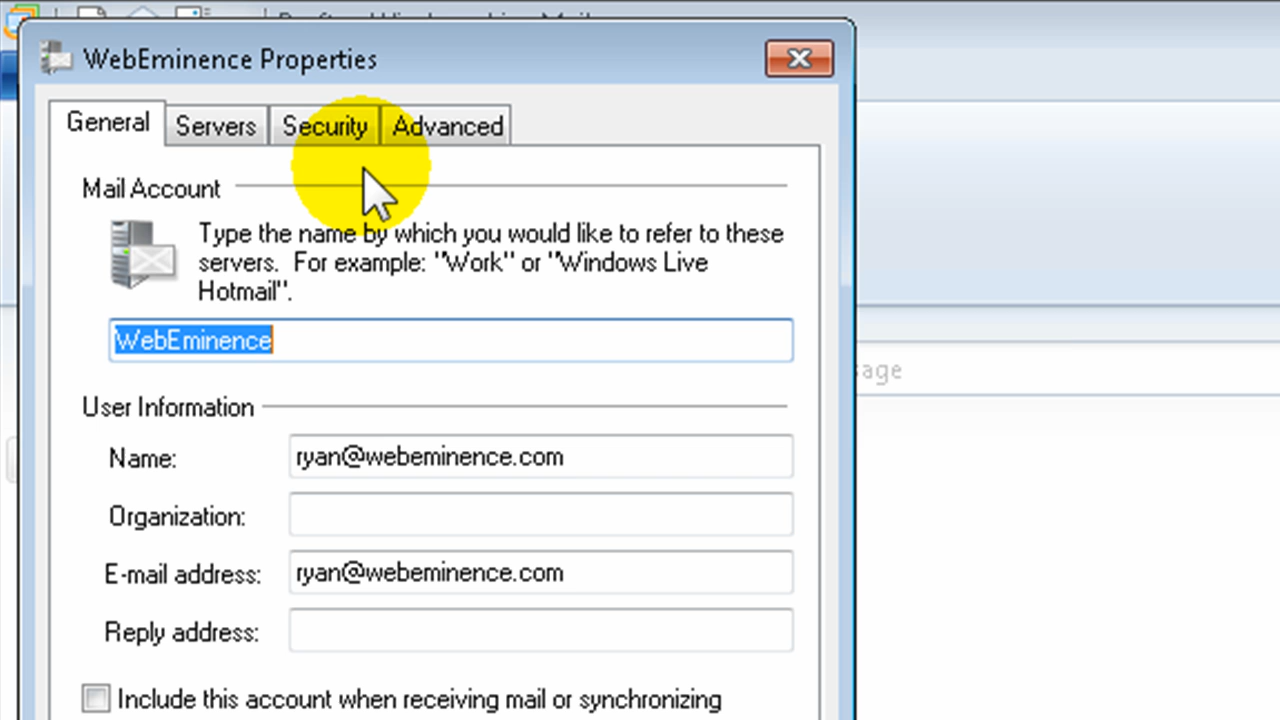 WebEminence Properties
General Servers Security Advanced
Mail Account
Type the name by which you would like to refer to these
servers. For example: "Work" or "Windows Live
Hotmail".
WebEminence
User Information
Name: ryan@webeminence.com
Organization:
E-mail address: ryan@webeminence.com
Reply address:
Include this account when receiving mail or synchronizing